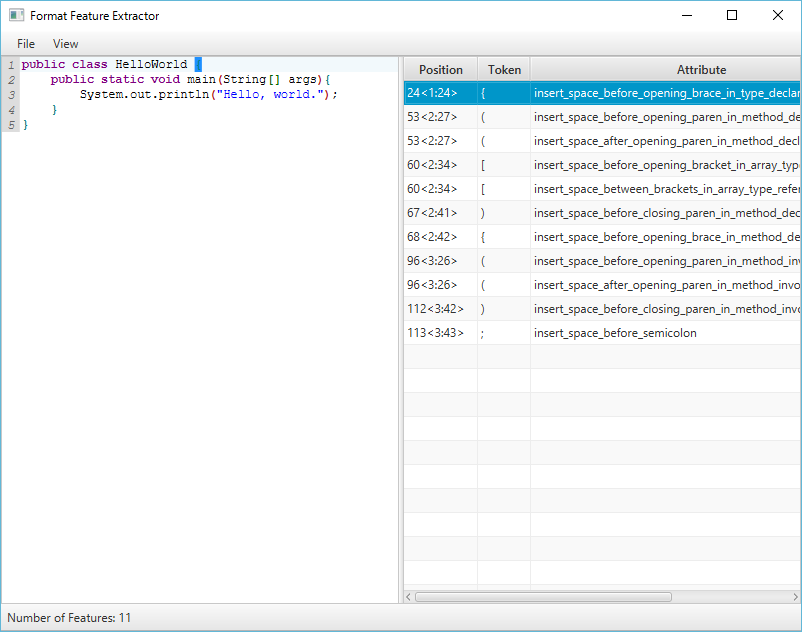 Format Feature Extractor
File View
1 public class HelloWorld {
2 public static void main(String[] args){
3 System.out.println("Hello, world.");
4 }
5 }
Position Token Attribute
24<1:24> { insert_space_before_opening_brace_in_type_declar
53<2:27> ( insert_space_before_opening_paren_in_method_de
53<2:27> ( insert_space_after_opening_paren_in_method_decl
60<2:34> [ insert_space_before_opening_bracket_in_array_typ
60<2:34> [ insert_space_between_brackets_in_array_type_refer
67<2:41> ) insert_space_before_closing_paren_in_method_dec
68<2:42> { insert_space_before_opening_brace_in_method_de
96<3:26> ( insert_space_before_opening_paren_in_method_inv
96<3:26> ( insert_space_after_opening_paren_in_method_invo
112<3:42> ) insert_space_before_closing_paren_in_method_invo
113<3:43> ; insert_space_before_semicolon
Number of Features: 11